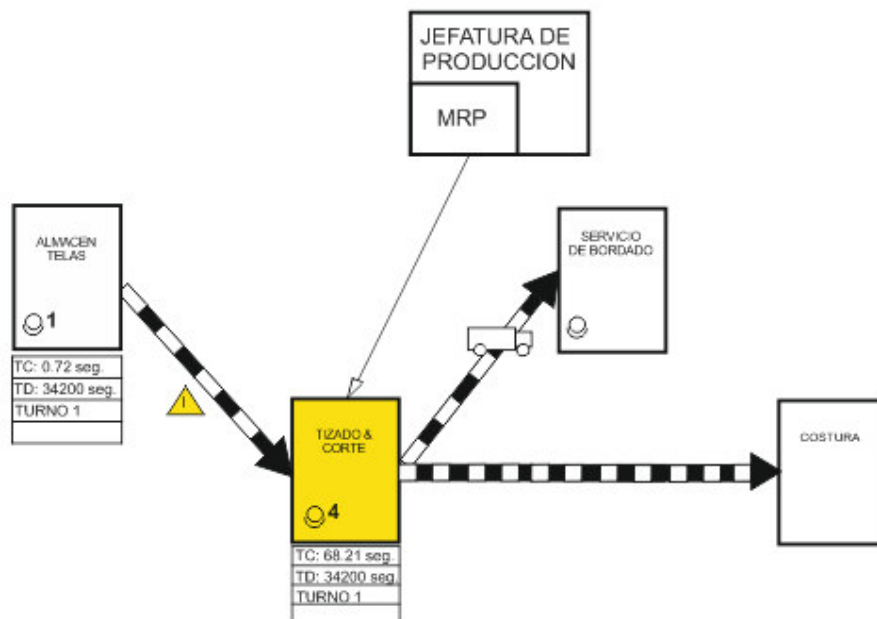 JEFATURA DE
PRODUCCION
MRP
ALMACEN
TELAS
1
TC: 0.72 seg.
TD: 34200 seg.
TURNO 1
I
SERVICIO
DE BORDADO
TIZADO &
CORTE
4
TC: 68.21 seg.
TD: 34200 seg.
TURNO 1
COSTURA